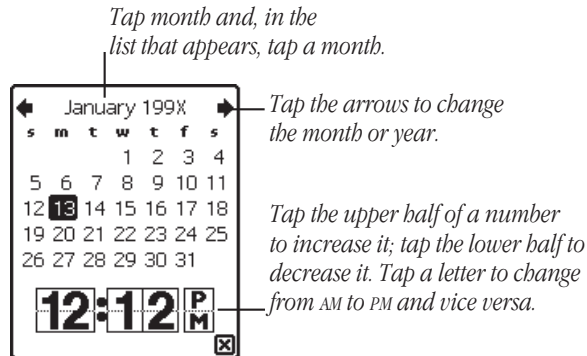 Tap month and, in the
list that appears, tap a month.
January 199X
s m t w t f s
1 2 3 4
5 6 7 8 9 10 11
12 13 14 15 16 17 18
19 20 21 22 23 24 25
26 27 28 29 30 31
12:12 PM
Tap the arrows to change
the month or year.
Tap the upper half of a number
to increase it; tap the lower half to
decrease it. Tap a letter to change
from AM to PM and vice versa.